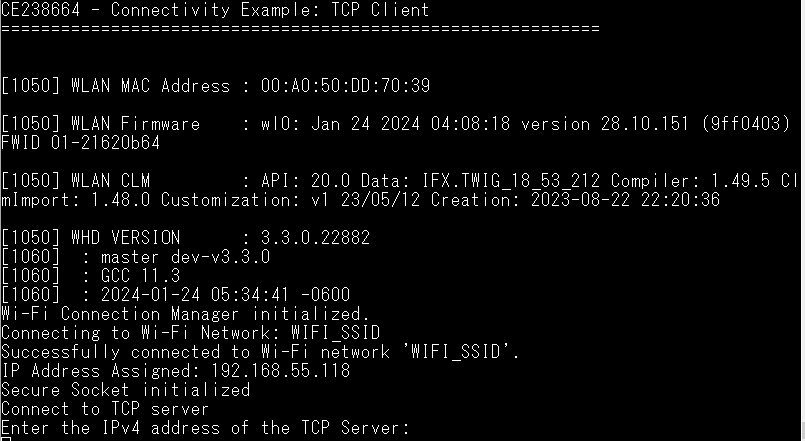 CE238664 - Connectivity Example: TCP Client
============================================================
[1050] WLAN MAC Address : 00:A0:50:DD:70:39
[1050] WLAN Firmware    : wl0: Jan 24 2024 04:08:18 version 28.10.151 (9ff0403)
FWID 01-21620b64
[1050] WLAN CLM         : API: 20.0 Data: IFX.TWIG_18_53_212 Compiler: 1.49.5 Cl
mImport: 1.48.0 Customization: v1 23/05/12 Creation: 2023-08-22 22:20:36
[1050] WHD VERSION      : 3.3.0.22882
[1060]  : master dev-v3.3.0
[1060]  : GCC 11.3
[1060]  : 2024-01-24 05:34:41 -0600
Wi-Fi Connection Manager initialized.
Connecting to Wi-Fi Network: WIFI_SSID
Successfully connected to Wi-Fi network 'WIFI_SSID'.
IP Address Assigned: 192.168.55.118
Secure Socket initialized
Connect to TCP server
Enter the IPv4 address of the TCP Server: